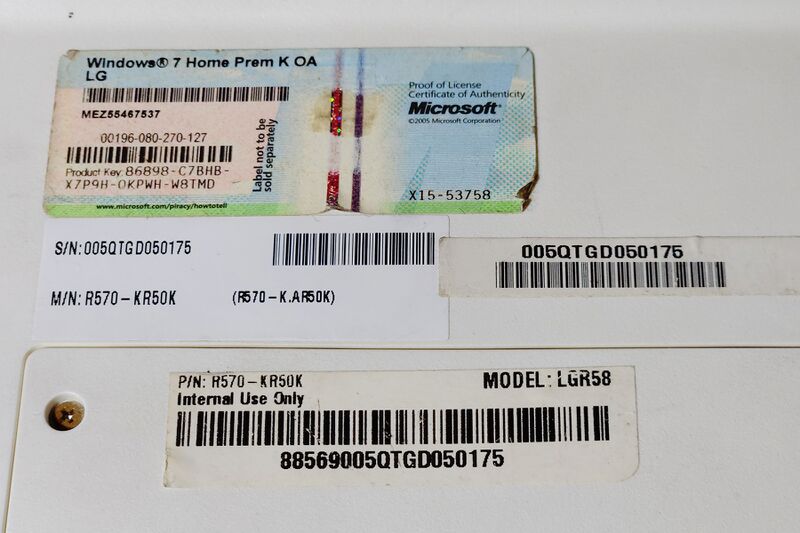 Windows® 7 Home Prem K OA
LG
MEZ55467537
00196-080-270-127
Product Key: 86898-C7BHB-
X7P9H-0KPWH-W8TMD
Label not to be
sold separately
www.microsoft.com/piracy/howtotell
Proof of License
Certificate of Authenticity
Microsoft®
©2005 Microsoft Corporation
X15-53758
S/N:005QTGD050175
M/N:R570-KR50K (R570-K.AR50K)
005QTGD050175
P/N: R570-KR50K MODEL: LGR58
Internal Use Only
88569005QTGD050175